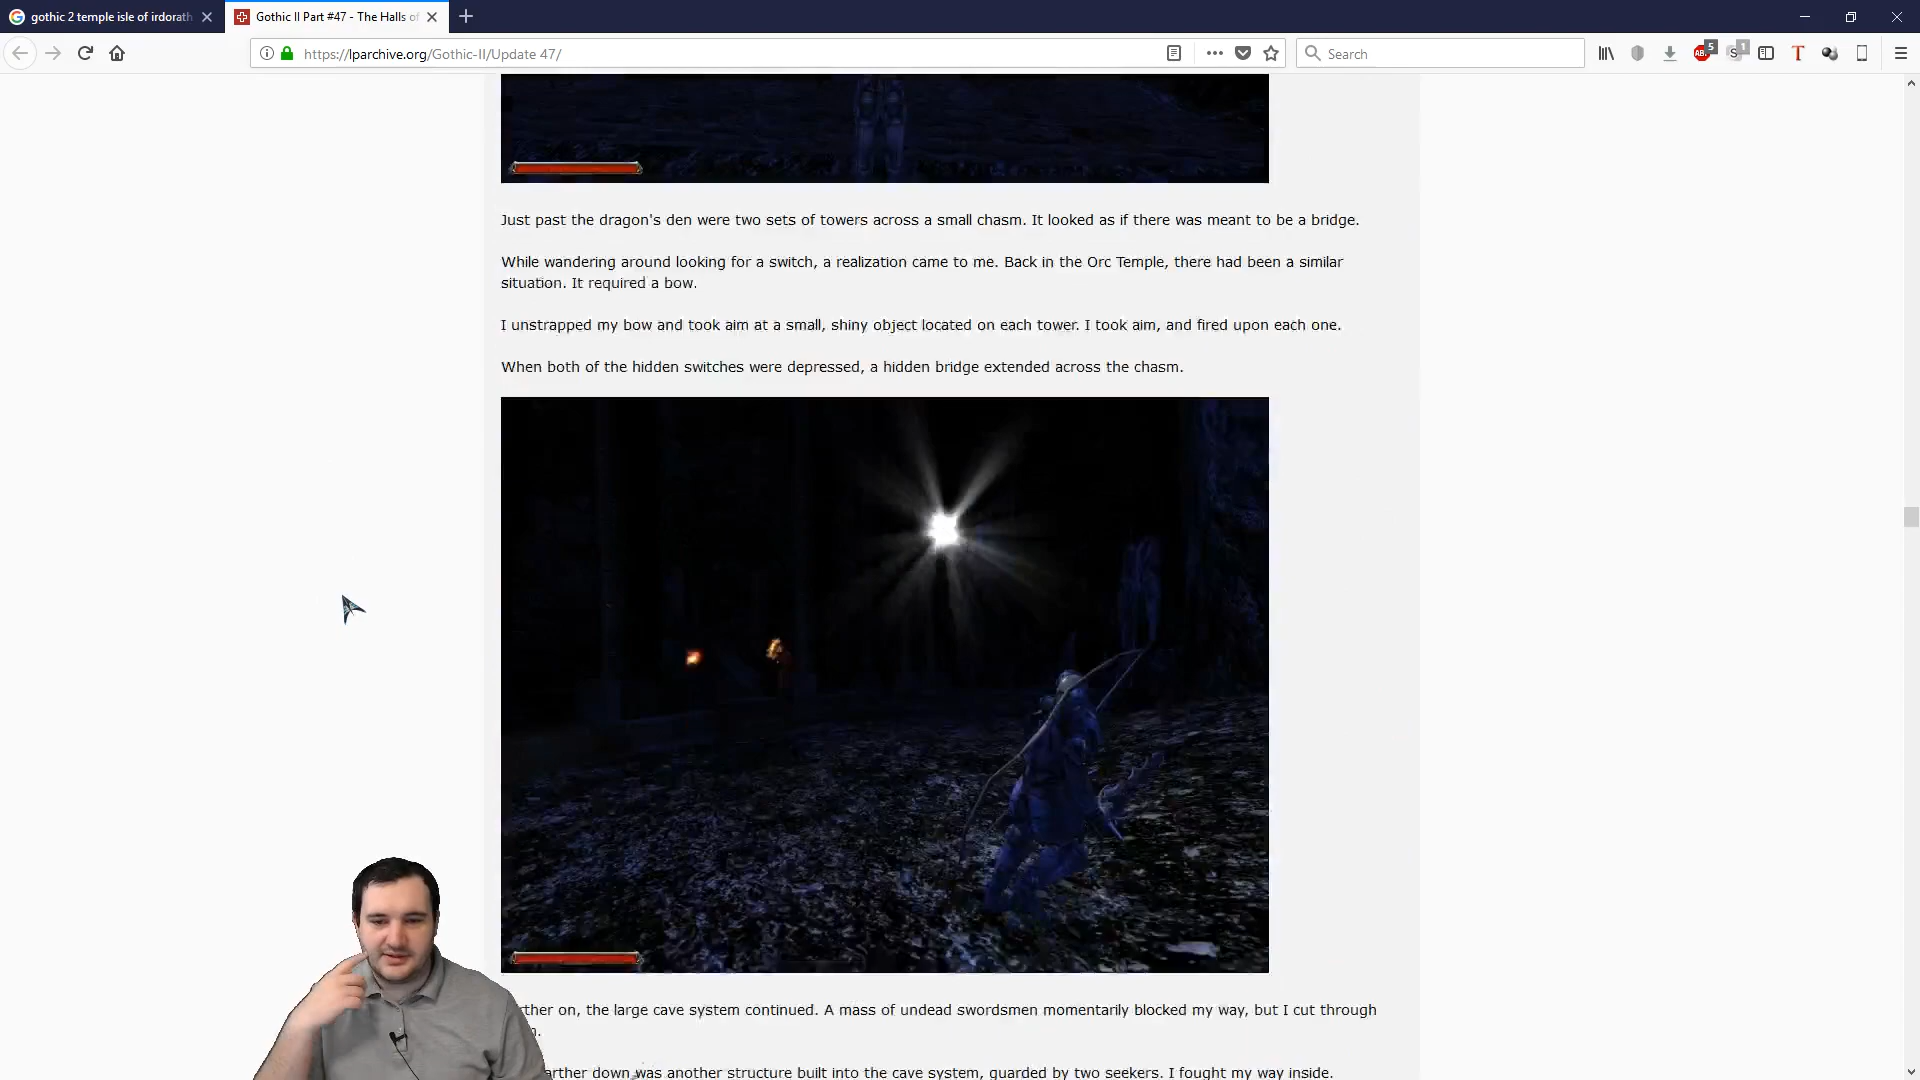 gothic 2 temple isle of irdorath
Gothic II Part #47 - The Halls of
https://lparchive.org/Gothic-II/Update 47/
Search
5
1
Just past the dragon's den were two sets of towers across a small chasm. It looked as if there was meant to be a bridge.
While wandering around looking for a switch, a realization came to me. Back in the Orc Temple, there had been a similar
situation. It required a bow.
I unstrapped my bow and took aim at a small, shiny object located on each tower. I took aim, and fired upon each one.
When both of the hidden switches were depressed, a hidden bridge extended across the chasm.
ther on, the large cave system continued. A mass of undead swordsmen momentarily blocked my way, but I cut through
arther down was another structure built into the cave system, guarded by two seekers. I fought my way inside.